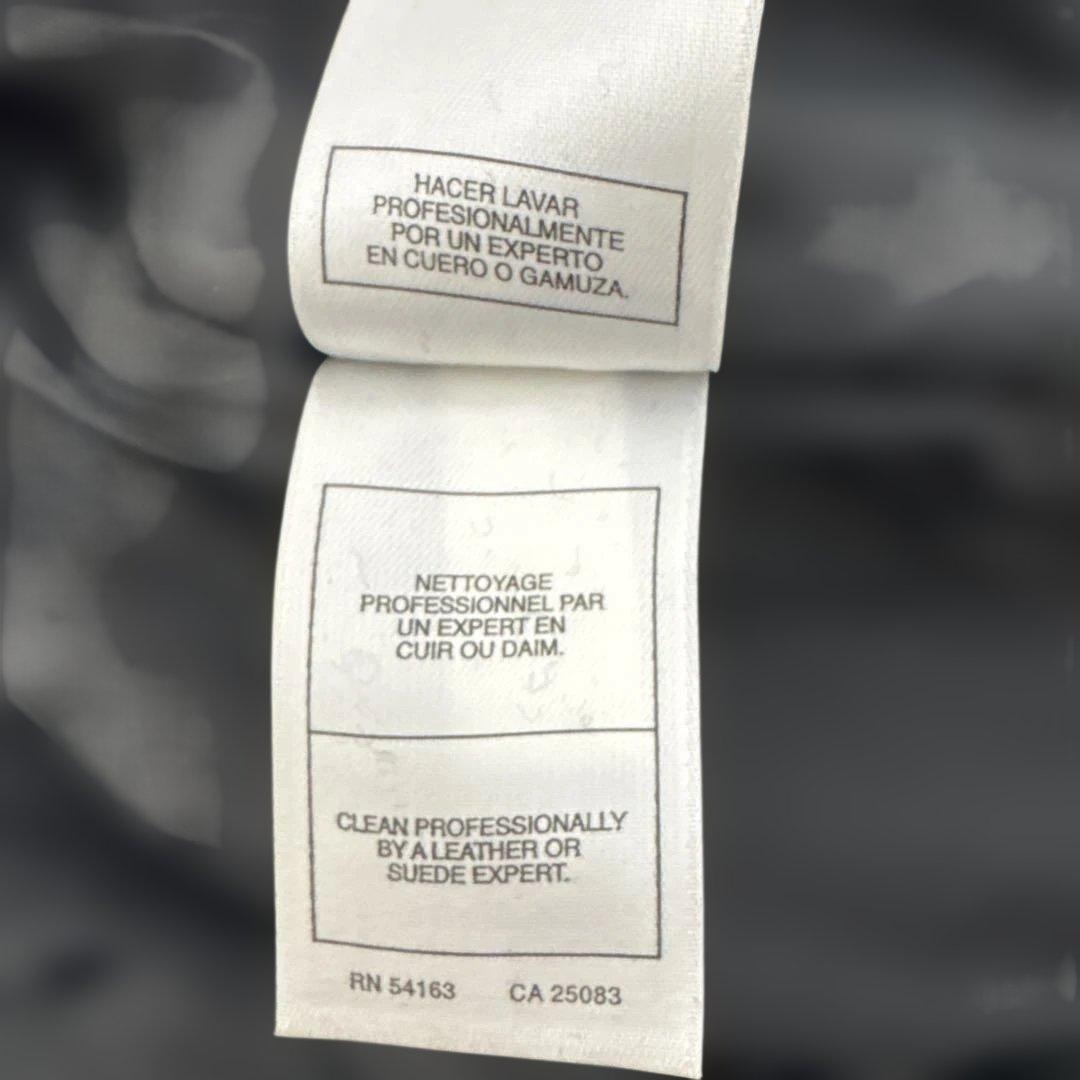 HACER LAVAR
PROFESIONALMENTE
POR UN EXPERTO
EN CUERO O GAMUZA.
NETTOYAGE
PROFESSIONNEL PAR
UN EXPERT EN
CUIR OU DAIM.
CLEAN PROFESSIONALLY
BY A LEATHER OR
SUEDE EXPERT.
RN 54163 CA 25083